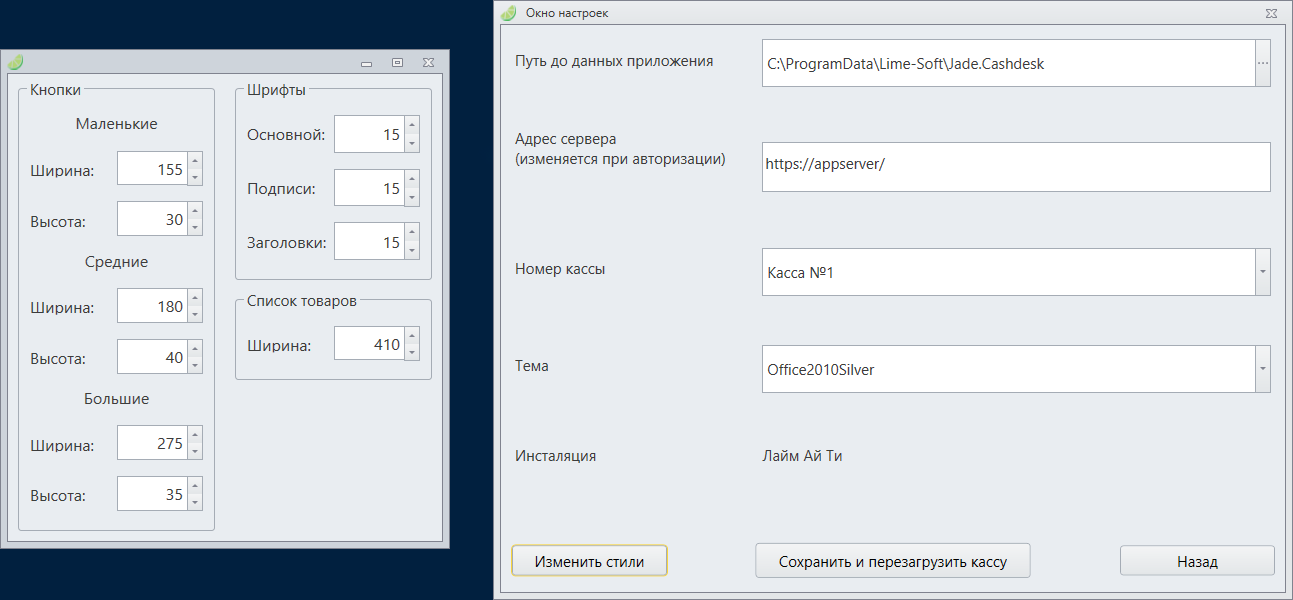 Кнопки
Маленькие
Ширина: 155
Высота: 30
Средние
Ширина: 180
Высота: 40
Большие
Ширина: 275
Высота: 35
Шрифты
Основной: 15
Подписи: 15
Заголовки: 15
Список товаров
Ширина: 410
Окно настроек
Путь до данных приложения
C:\ProgramData\Lime-Soft\Jade.Cashdesk
...
Адрес сервера
(изменяется при авторизации)
https://appserver/
Номер кассы
Касса №1
Тема
Office2010Silver
Инсталяция
Лайм Ай Ти
Изменить стили
Сохранить и перезагрузить кассу
Назад